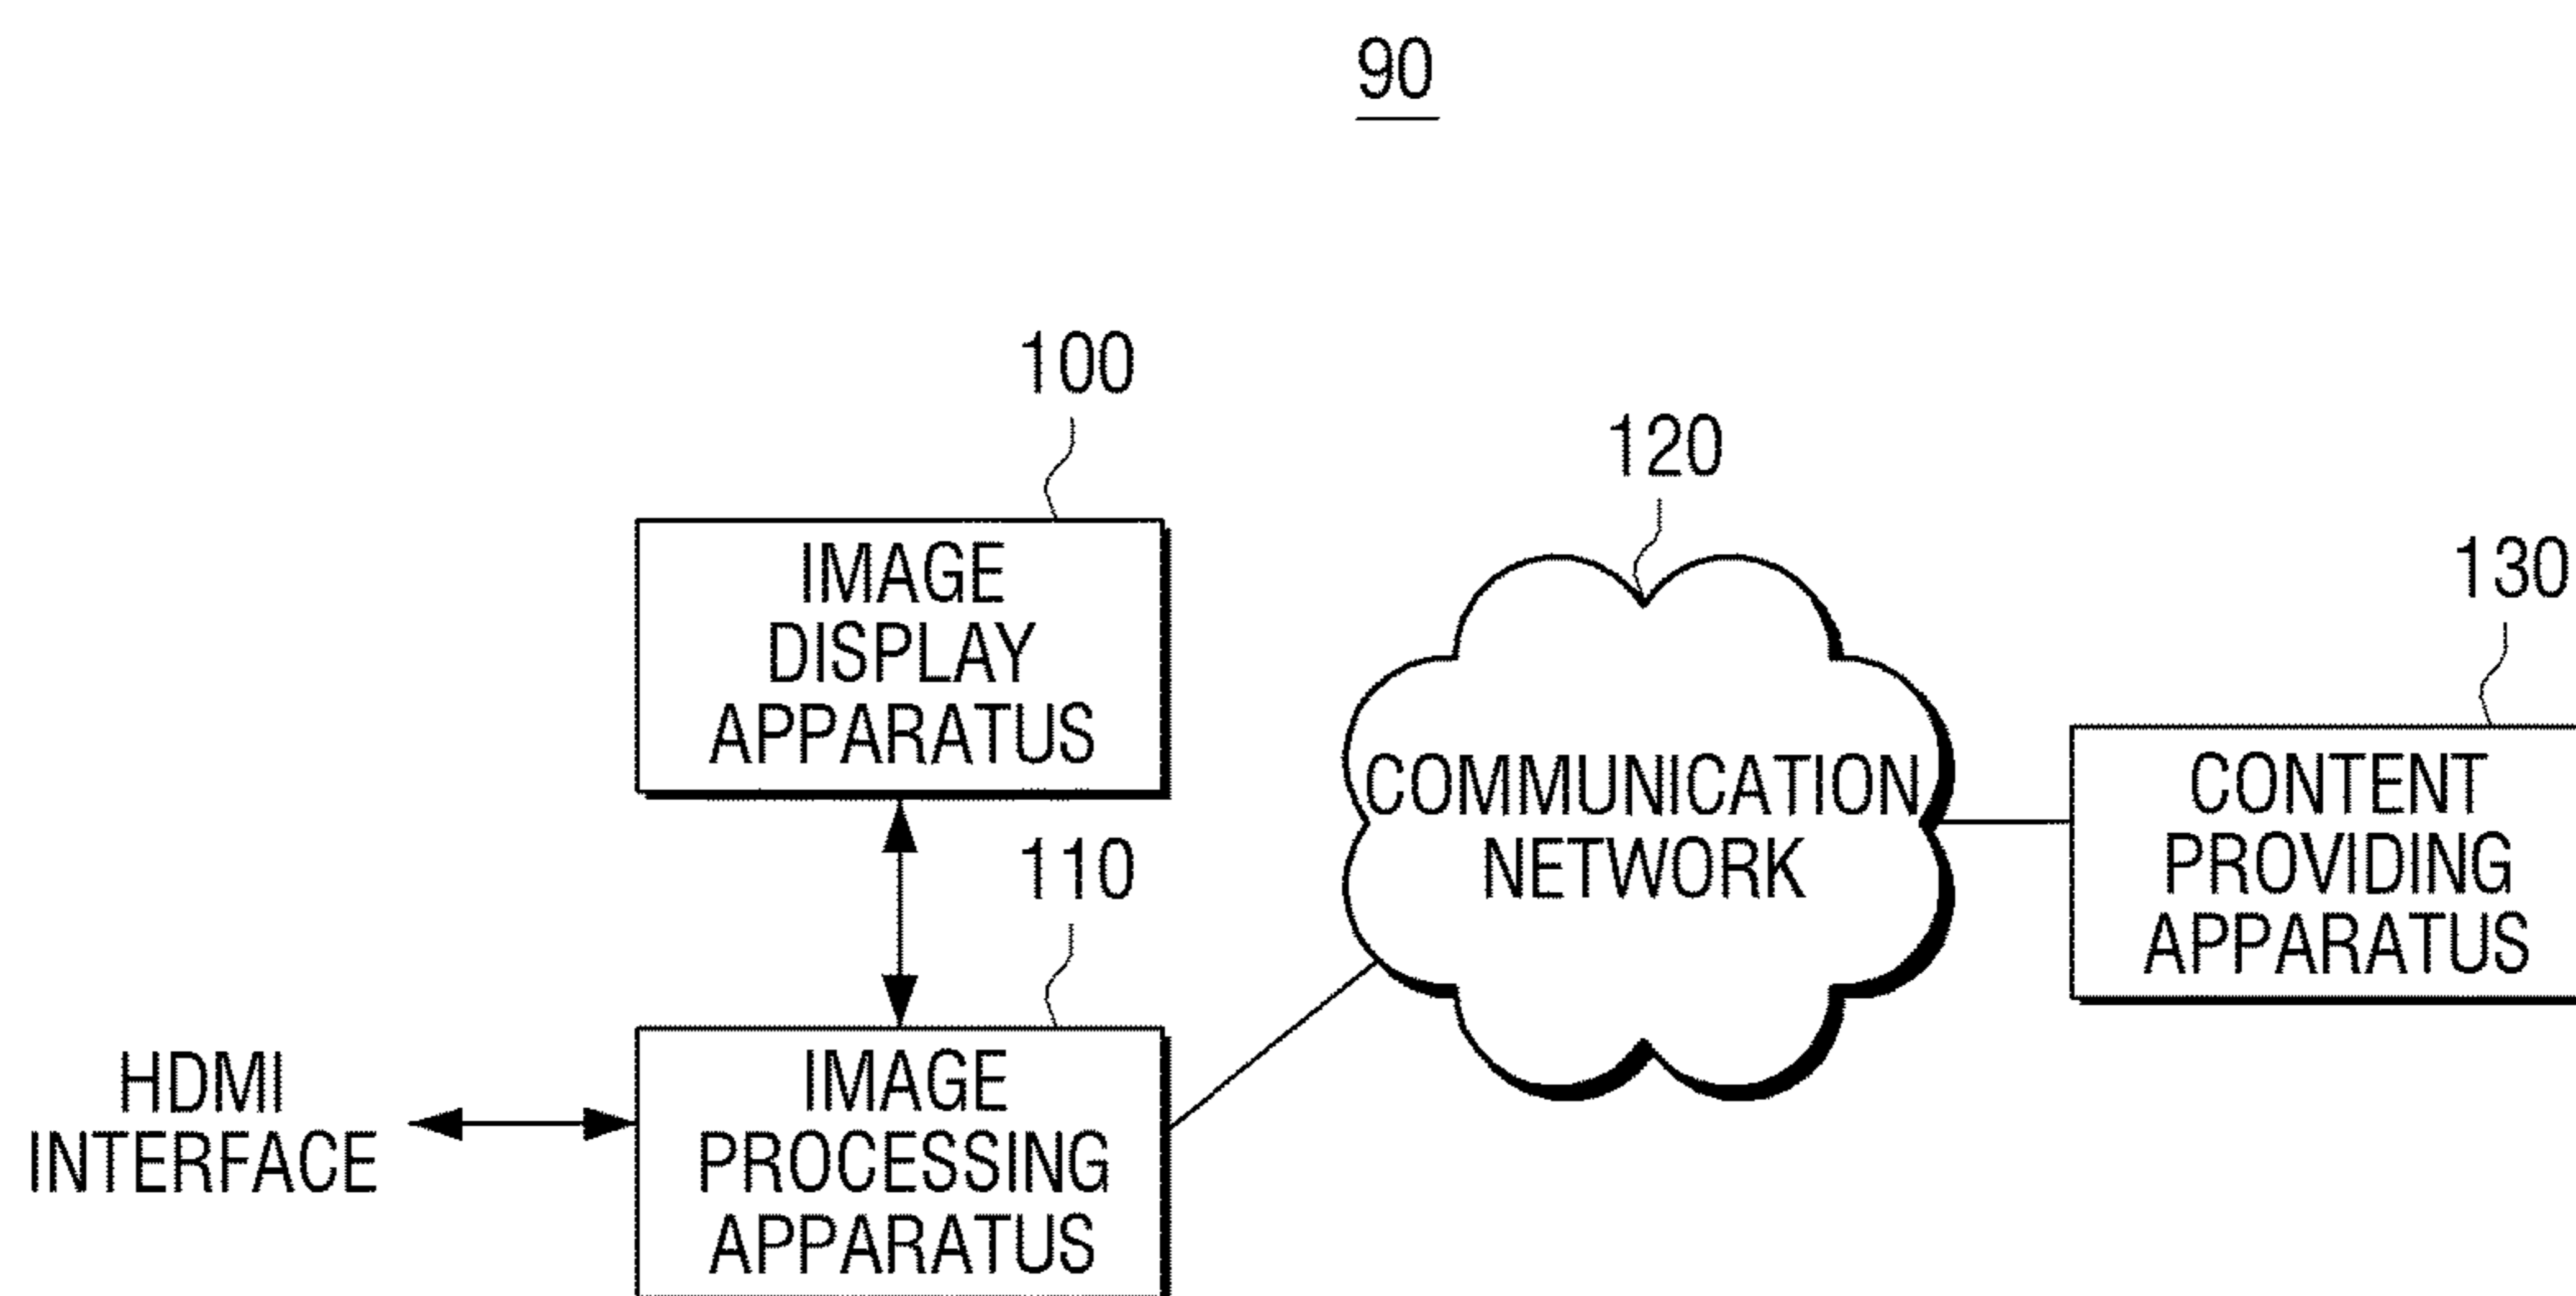 90
100
IMAGE
DISPLAY
APPARATUS
120
COMMUNICATION
NETWORK
130
CONTENT
PROVIDING
APPARATUS
110
IMAGE
PROCESSING
APPARATUS
HDMI
INTERFACE